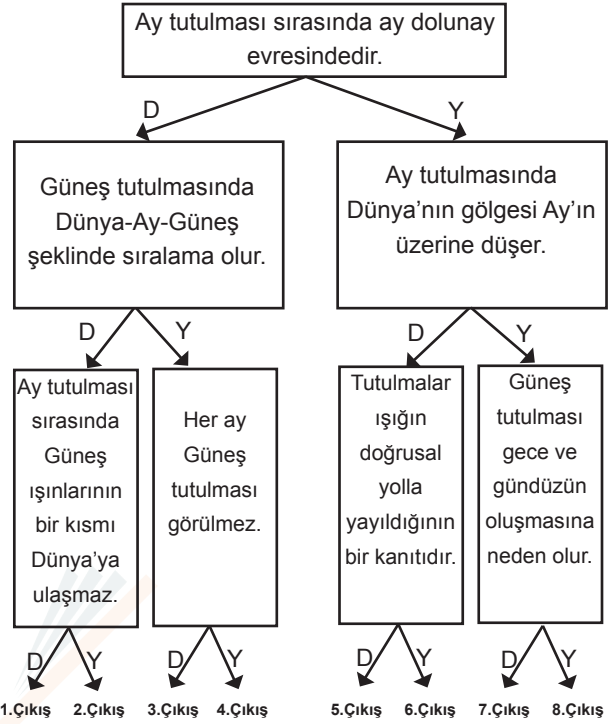 Ay tutulması sırasında ay dolunay
evresindedir.
D
Y
Güneş tutulmasında
Dünya-Ay-Güneş
şeklinde sıralama olur.
Ay tutulmasında
Dünya’nın gölgesi Ay’ın
üzerine düşer.
D
Y
D
Y
Ay tutulması
sırasında
Güneş
ışınlarının
bir kısmı
Dünya’ya
ulaşmaz.
Her ay
Güneş
tutulması
görülmez.
Tutulmalar
ışığın
doğrusal
yolla
yayıldığının
bir kanıtıdır.
Güneş
tutulması
gece ve
gündüzün
oluşmasına
neden olur.
D
Y
D
Y
D
Y
D
Y
1.Çıkış
2.Çıkış
3.Çıkış
4.Çıkış
5.Çıkış
6.Çıkış
7.Çıkış
8.Çıkış